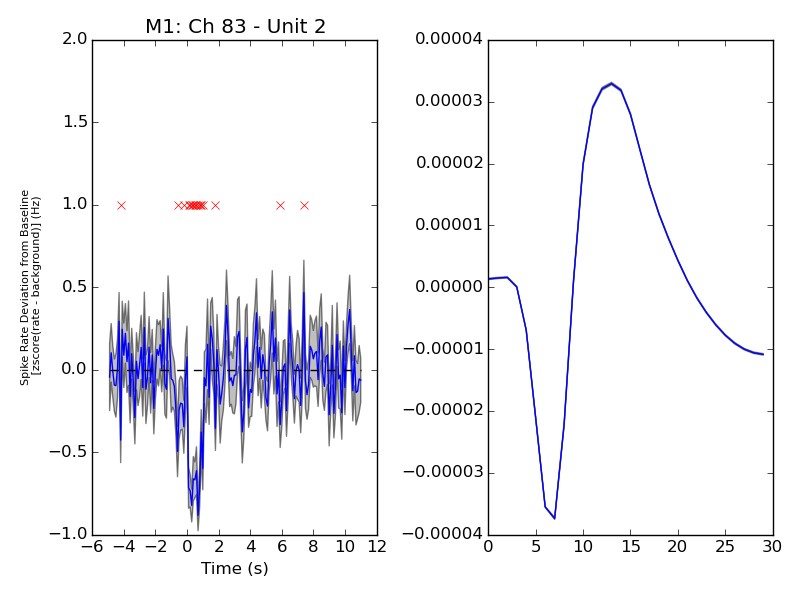 M1: Ch 83 - Unit 2
2.0
1.5
1.0
0.5
0.0
−0.5
−1.0
−6 −4 −2 0 2 4 6 8 10 12
Time (s)
Spike Rate Deviation from Baseline
[zscore(rate - background)] (Hz)
0.00004
0.00003
0.00002
0.00001
0.00000
−0.00001
−0.00002
−0.00003
−0.00004
0 5 10 15 20 25 30